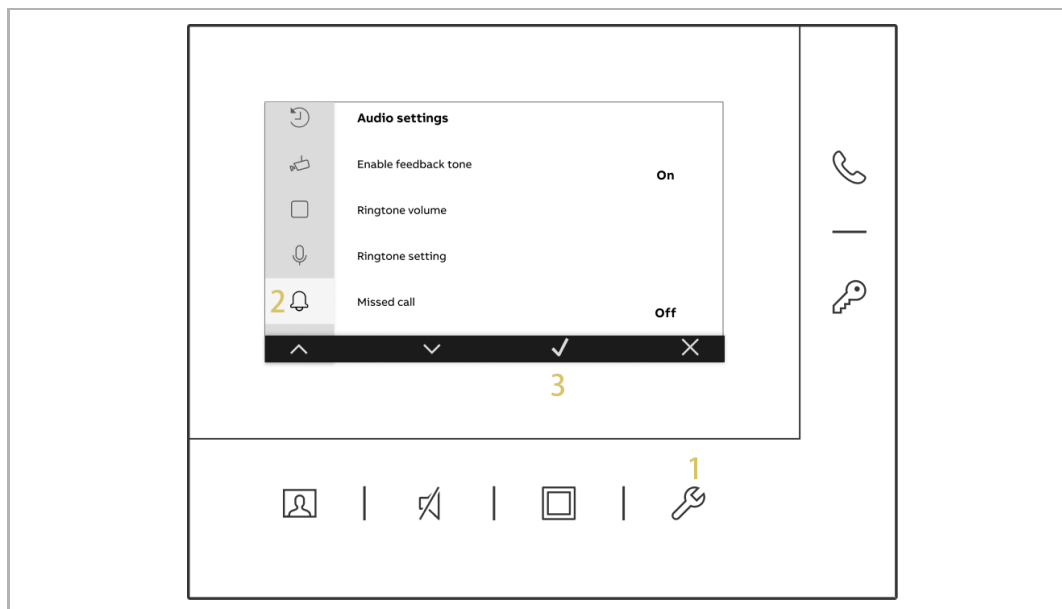 Audio settings
Enable feedback tone
On
Ringtone volume
Ringtone setting
2
Missed call
Off
3
1